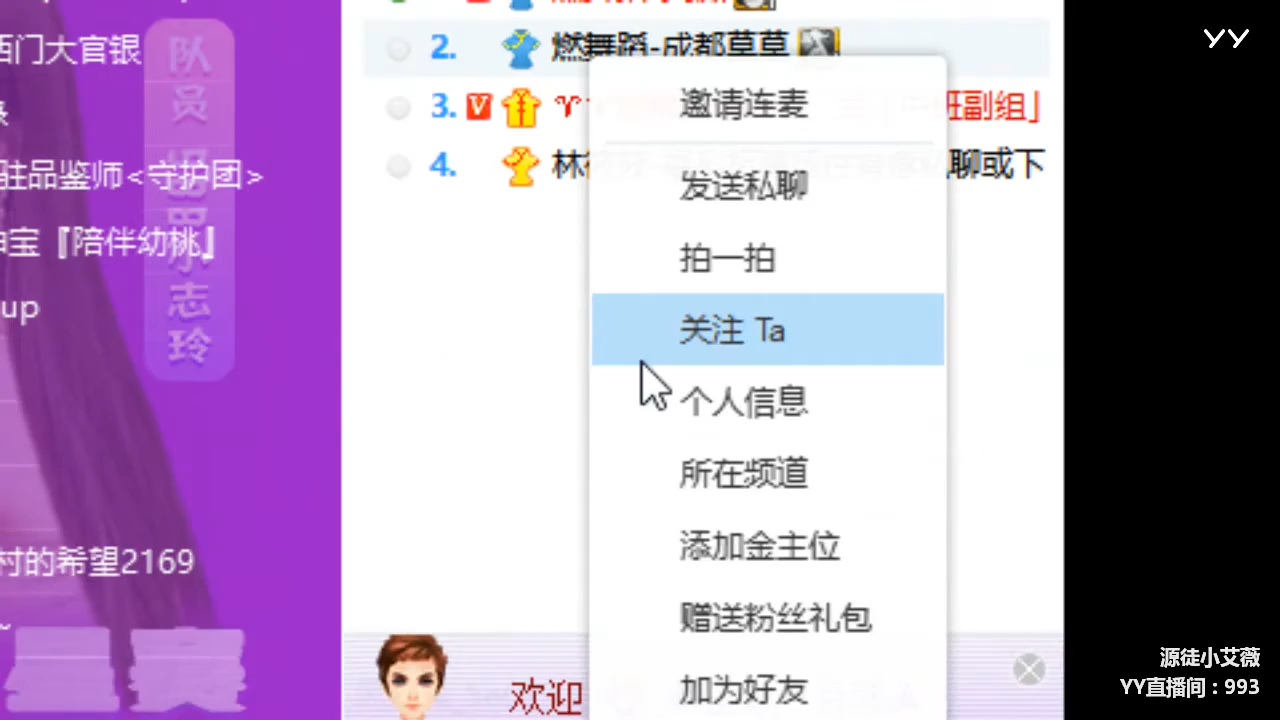 西门大官银
驻品鉴师<守护团>
宝『陪伴幼桃』
up
村的希望2169
队员
志玲
2. 燃舞蹈-成都草草
3. V
班副组」
4. 林
聊或下
邀请连麦
发送私聊
拍一拍
关注 Ta
个人信息
所在频道
添加金主位
赠送粉丝礼包
加为好友
欢迎
YY
源徒小艾薇
YY直播间:993